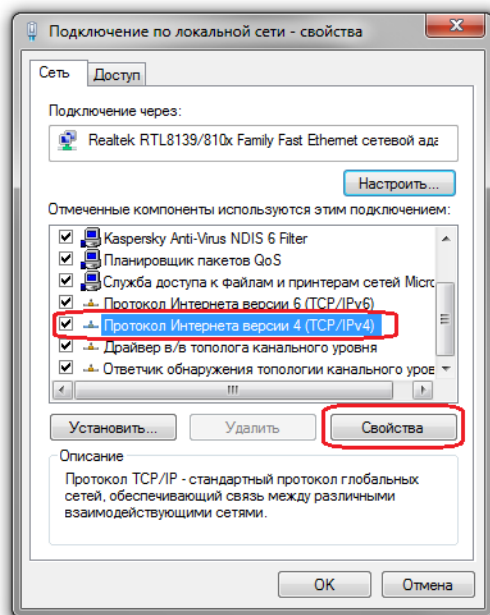 Подключение по локальной сети - свойства
Сеть
Доступ
Подключение через:
Realtek RTL8139/810x Family Fast Ethernet сетевой ада
Настроить...
Отмеченные компоненты используются этим подключением:
Kaspersky Anti-Virus NDIS 6 Filter
Планировщик пакетов QoS
Служба доступа к файлам и принтерам сетей Micro
Протокол Интернета версии 6 (TCP/IPv6)
Протокол Интернета версии 4 (TCP/IPv4)
Драйвер в/в тополога канального уровня
Ответчик обнаружения топологии канального уров
Установить...
Удалить
Свойства
Описание
Протокол TCP/IP - стандартный протокол глобальных
сетей, обеспечивающий связь между различными
взаимодействующими сетями.
OK
Отмена